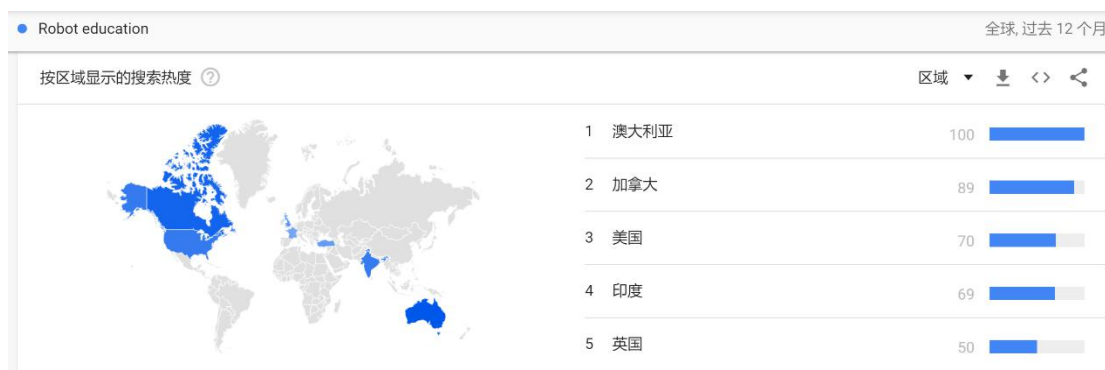 Robot education
全球, 过去 12 个月
按区域显示的搜索热度 ?
区域
1 澳大利亚 100
2 加拿大 89
3 美国 70
4 印度 69
5 英国 50